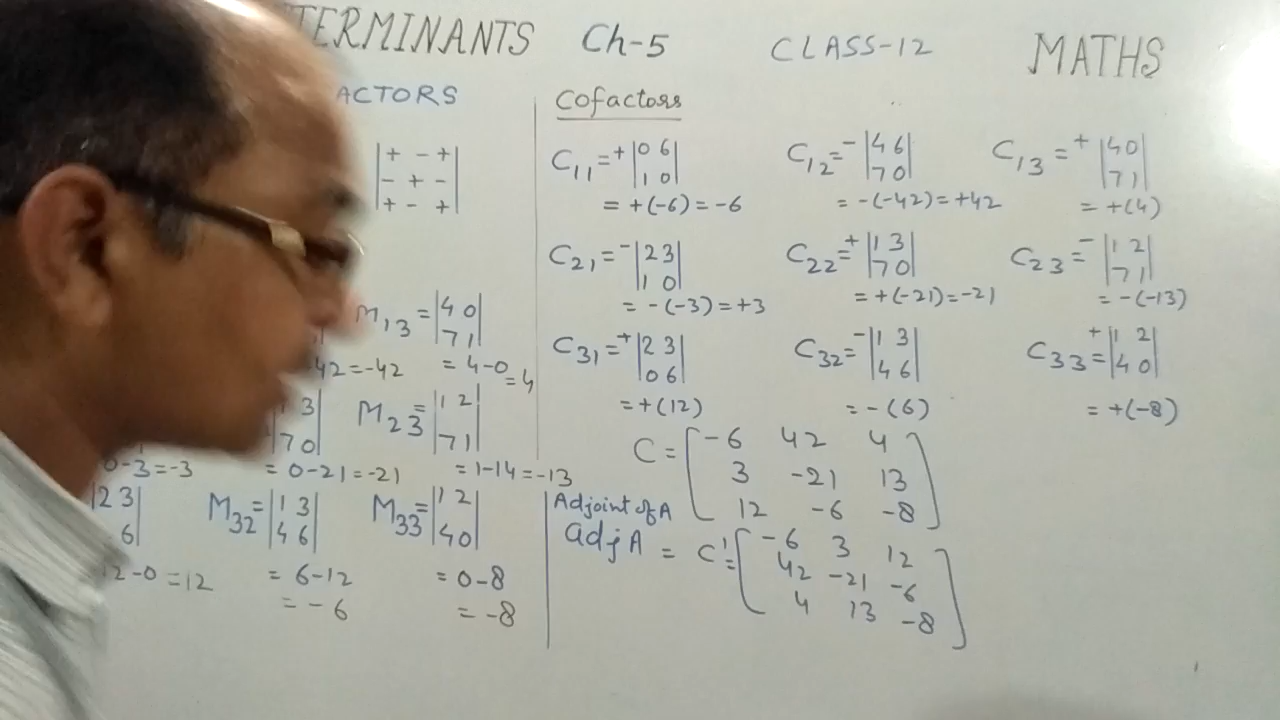 TERMINANTS Ch-5 CLASS-12 MATHS
ACTORS
|+ - +|
|- + -|
|+ - +|
M13 = |4 0|
|7 1|
42=-42 = 4-0
=4
3| M23 = |1 2|
|7 0| |7 1|
0-3=-3 = 0-21=-21 = 1-14=-13
|2 3| M32 = |1 3| M33 = |1 2|
6| |4 6| |4 0|
12-0=12 = 6-12 = 0-8
= -6 = -8
Cofactors
C11 = +|0 6| C12 = -|4 6| C13 = +|4 0|
|1 0| |7 0| |7 1|
= +(-6) = -6 = -(-42) = +42 = +(4)
C21 = -|2 3| C22 = +|1 3| C23 = -|1 2|
|1 0| |7 0| |7 1|
= -(-3) = +3 = +(-21) = -21 = -(-13)
C31 = +|2 3| C32 = -|1 3| C33 = +|1 2|
|0 6| |4 6| |4 0|
= +(12) = -(6) = +(-8)
C = [-6 42 4
3 -21 13
12 -6 -8]
Adjoint of A
adj A = C' = [-6 3 12
42 -21 -6
4 13 -8]